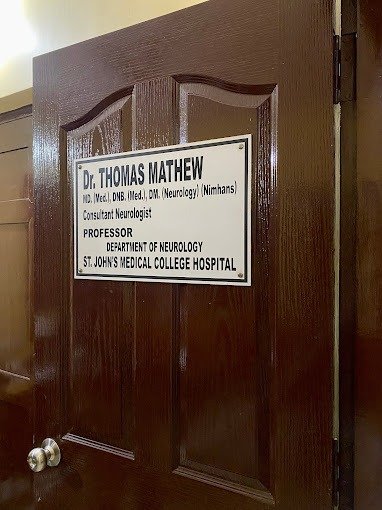 Dr. THOMAS MATHEW
MD. (Med.), DNB. (Med.), DM. (Neurology) (Nimhans)
Consultant Neurologist
PROFESSOR
DEPARTMENT OF NEUROLOGY
ST. JOHN'S MEDICAL COLLEGE HOSPITAL